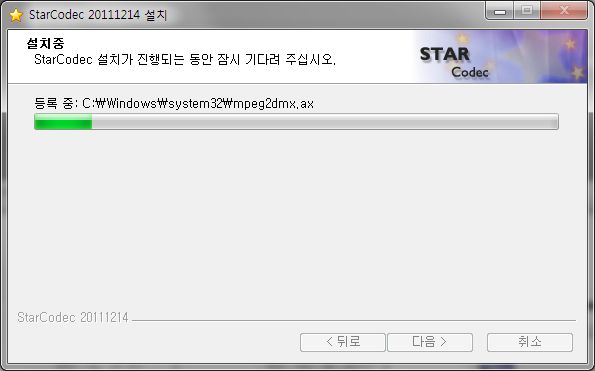 StarCodec 20111214 설치
설치중
StarCodec 설치가 진행되는 동안 잠시 기다려 주십시오.
STAR
Codec
등록 중: C:₩Windows₩system32₩mpeg2dmx.ax
StarCodec 20111214
< 뒤로
다음 >
취소